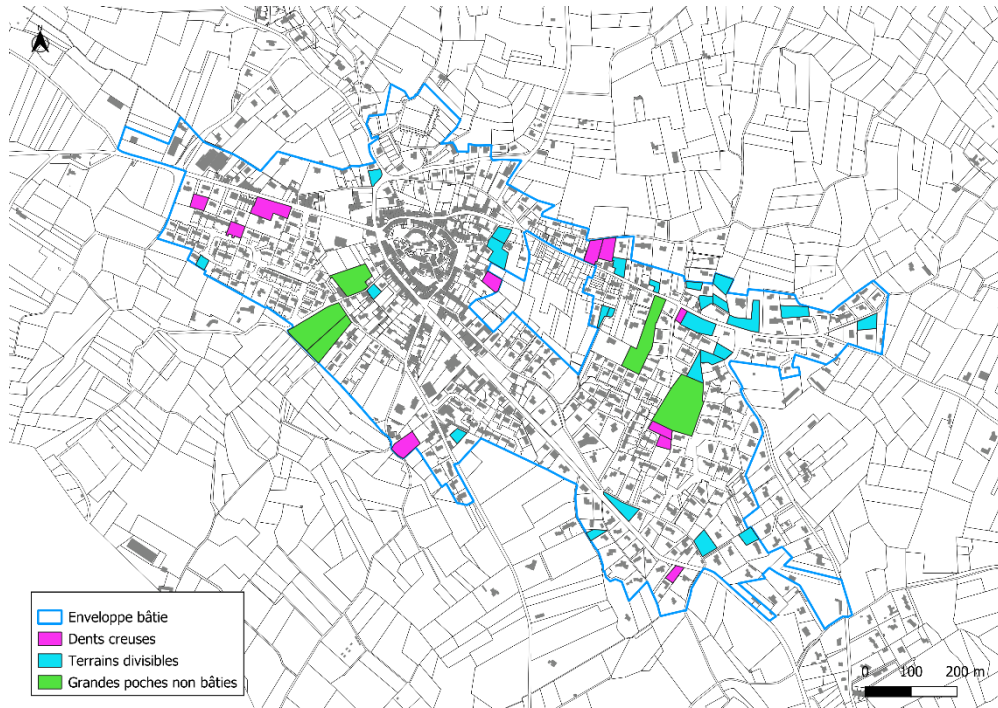 N
Enveloppe bâtie
Dents creuses
Terrains divisibles
Grandes poches non bâties
0 100 200 m